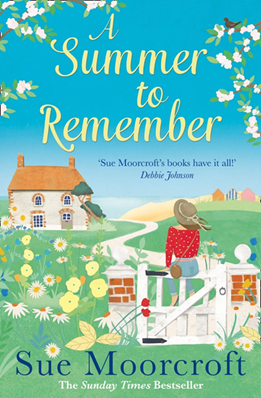 A
Summer
to
Remember
‘Sue Moorcroft’s books have it all!’
Debbie Johnson
Sue Moorcroft
The Sunday Times Bestseller